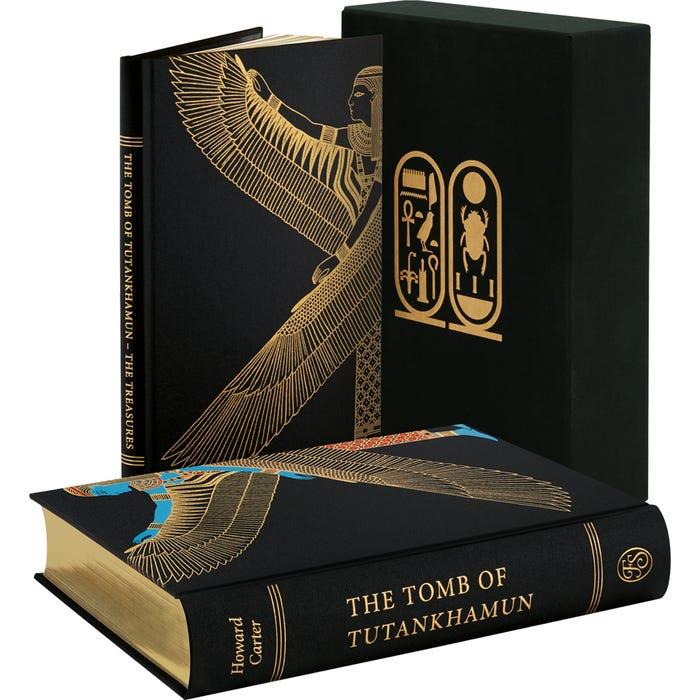 THE TOMB OF TUTANKHAMUN – THE TREASURES
Howard
Carter
THE TOMB OF
TUTANKHAMUN